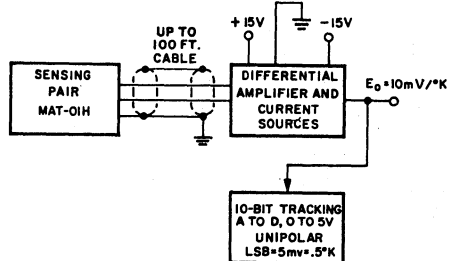 UP TO
100 FT.
CABLE
+15V
-15V
SENSING
PAIR
MAT-01H
DIFFERENTIAL
AMPLIFIER AND
CURRENT
SOURCES
E₀ = 10mV/°K
10-BIT TRACKING
A TO D, 0 TO 5V
UNIPOLAR
LSB=5mv=.5°K